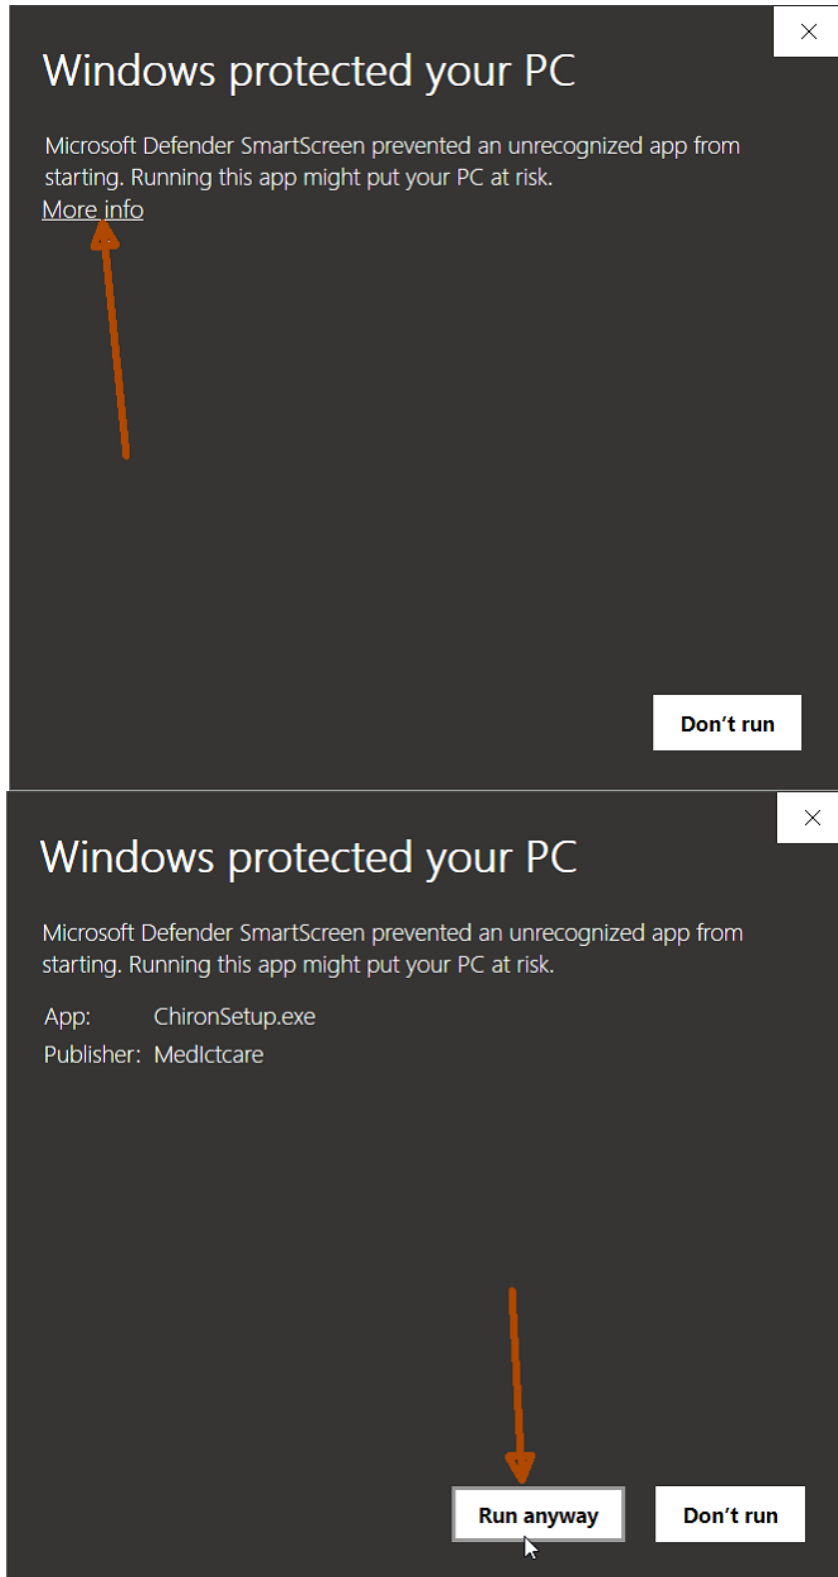 Windows protected your PC
Microsoft Defender SmartScreen prevented an unrecognized app from
starting. Running this app might put your PC at risk.
More info
Don't run
Windows protected your PC
Microsoft Defender SmartScreen prevented an unrecognized app from
starting. Running this app might put your PC at risk.
App: ChironSetup.exe
Publisher: MedIctcare
Run anyway Don't run